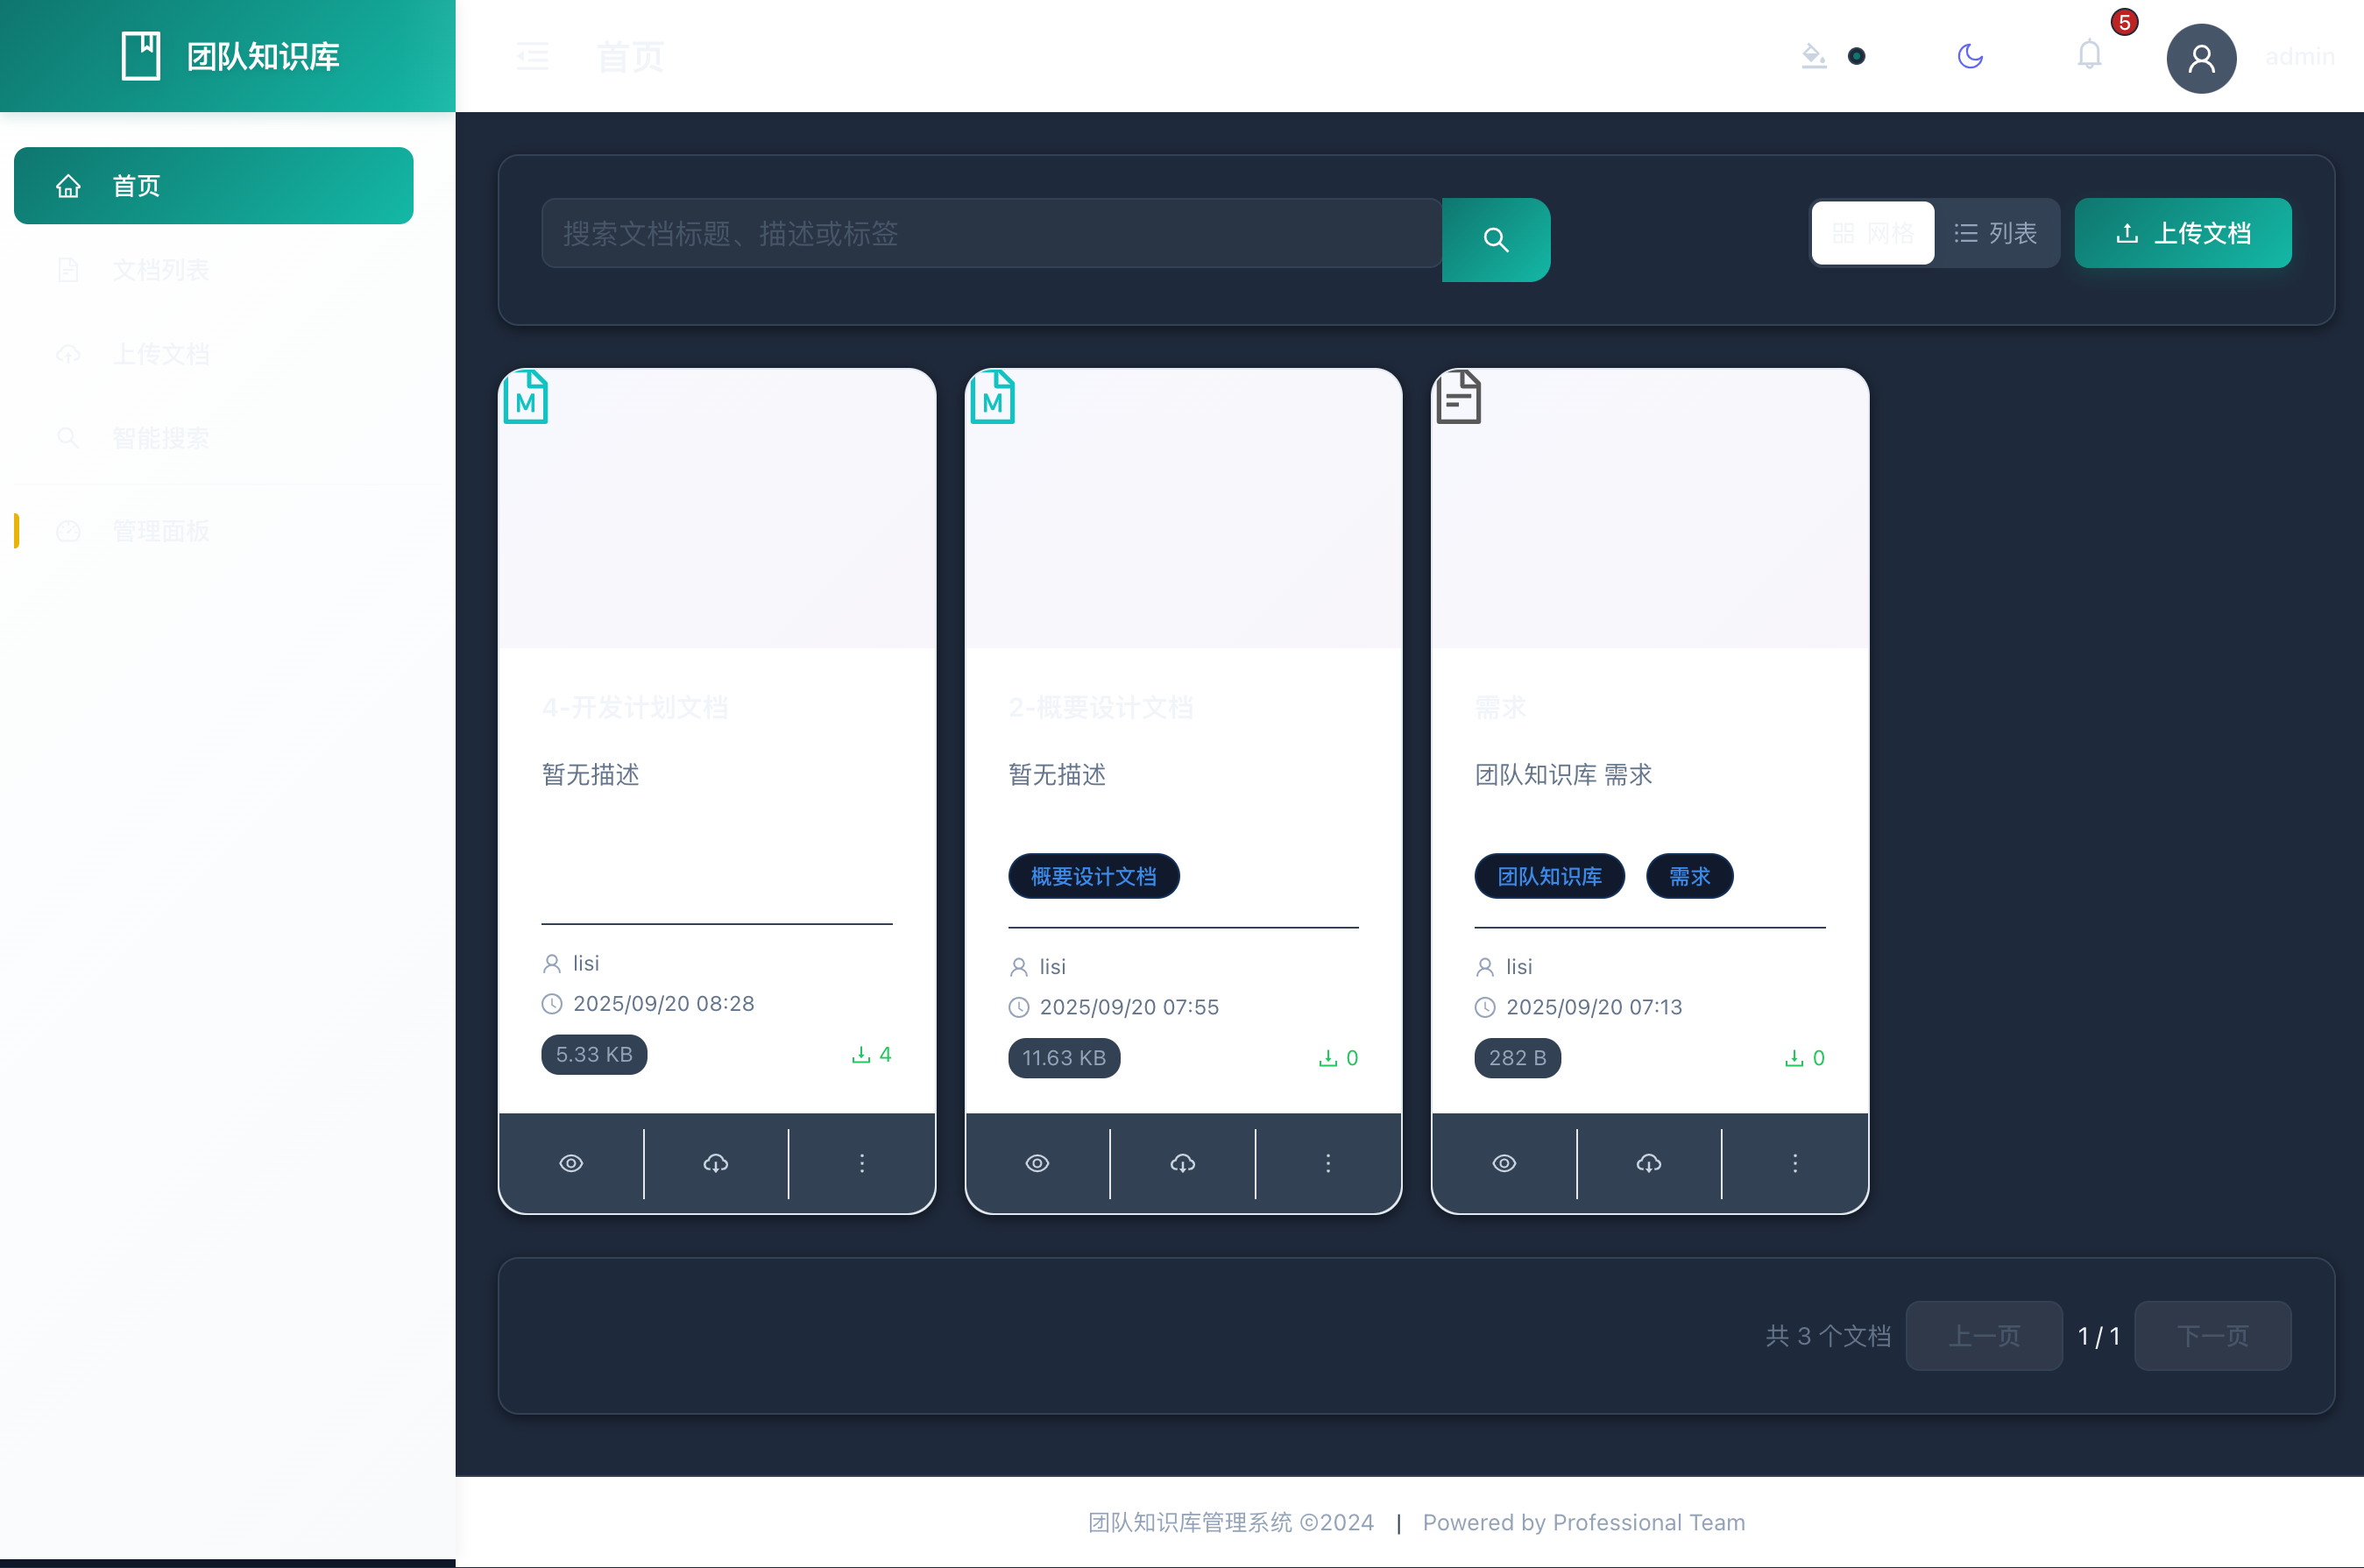 团队知识库
首页
5
admin
首页
文档列表
上传文档
智能搜索
管理面板
搜索文档标题、描述或标签
网格
列表
上传文档
M
4-开发计划文档
暂无描述
lisi
2025/09/20 08:28
5.33 KB
4
M
2-概要设计文档
暂无描述
概要设计文档
lisi
2025/09/20 07:55
11.63 KB
0
需求
团队知识库 需求
团队知识库
需求
lisi
2025/09/20 07:13
282 B
0
共 3 个文档
上一页
1 / 1
下一页
团队知识库管理系统 ©2024 | Powered by Professional Team